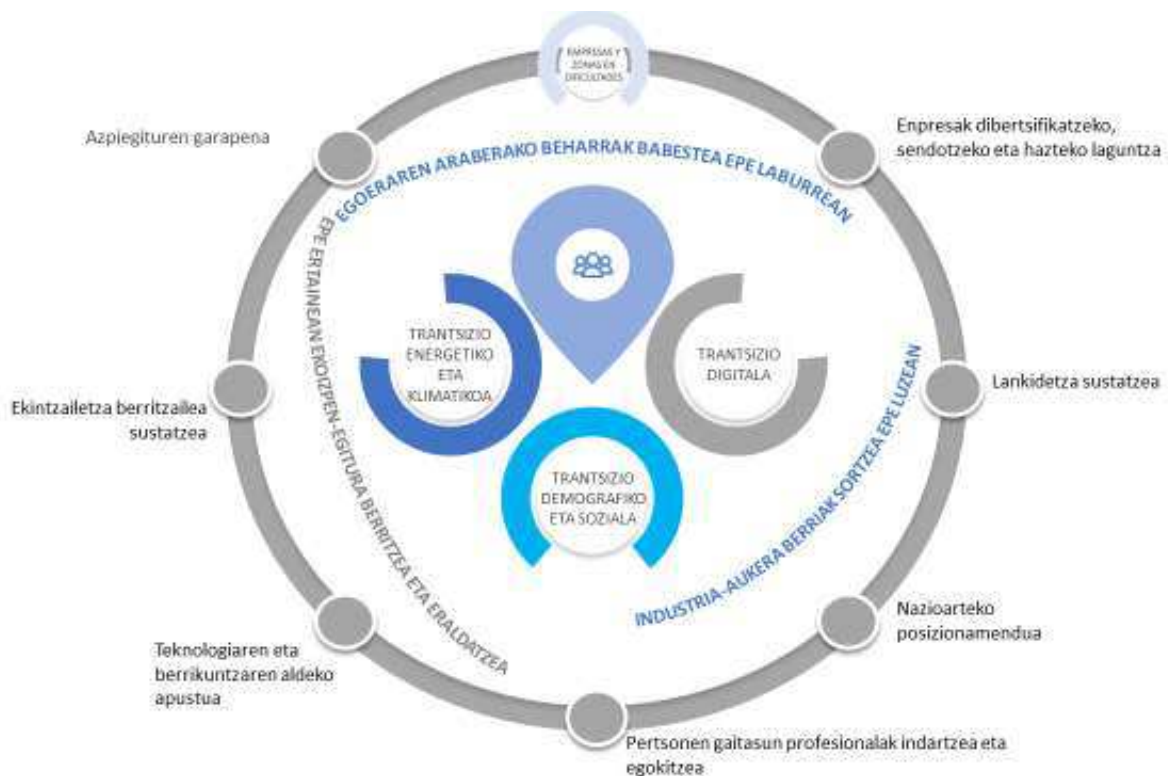 EMPRESAS Y
ZONAS EN
DIFICULTADES
Azpiegituren garapena
Enpresak dibertsifikatzeko,
sendotzeko eta hazteko laguntza
EGOERAREN ARABERAKO BEHARRAK BABESTEA EPE LABURREAN
EPE ERTAINEAN EKOIZPEN-EGITURA BERRITZEA ETA ERALDATZEA
TRANTSIZIO
ENERGETIKO
ETA
KLIMATIKOA
TRANTSIZIO
DIGITALA
Ekintzailetza berritzailea
sustatzea
Lankidetza sustatzea
TRANTSIZIO
DEMOGRAFIKO
ETA SOZIALA
INDUSTRIA-AUKERA BERRIAK SORTZEA EPE LUZEAN
Nazioarteko
posizionamendua
Teknologiaren eta
berrikuntzaren aldeko
apustua
Pertsonen gaitasun profesionalak indartzea eta
egokitzea